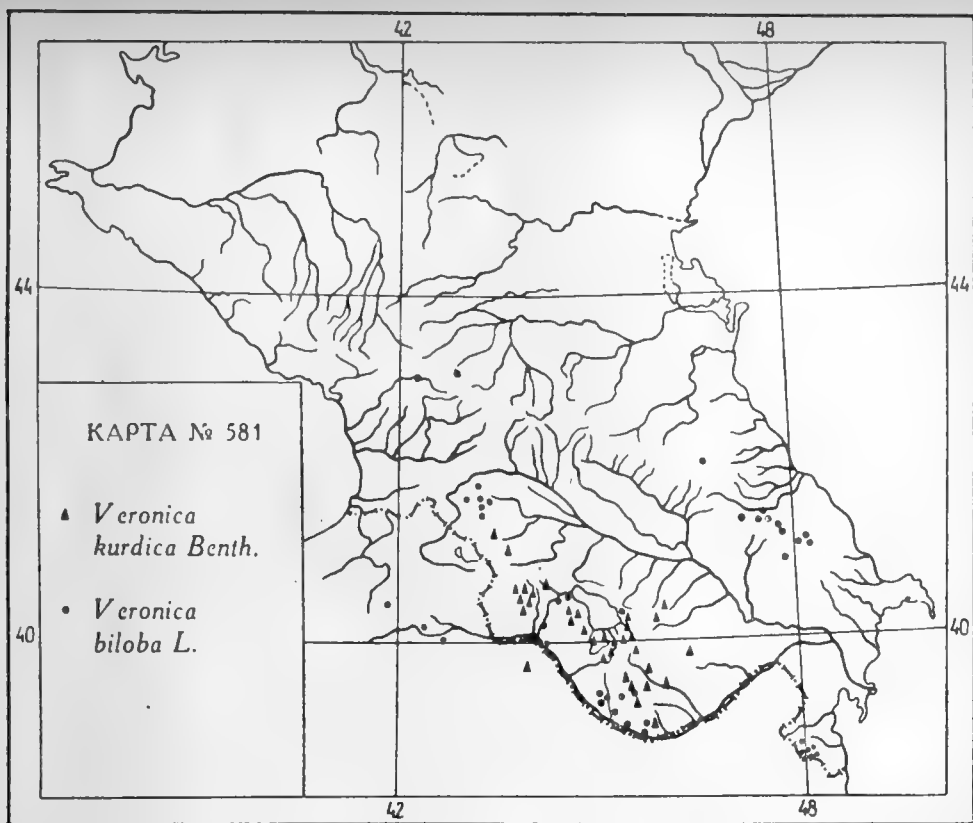 42 48
44 44
КАРТА № 581
Veronica
kurdica Benth.
Veronica
biloba L.
40 40
42 48